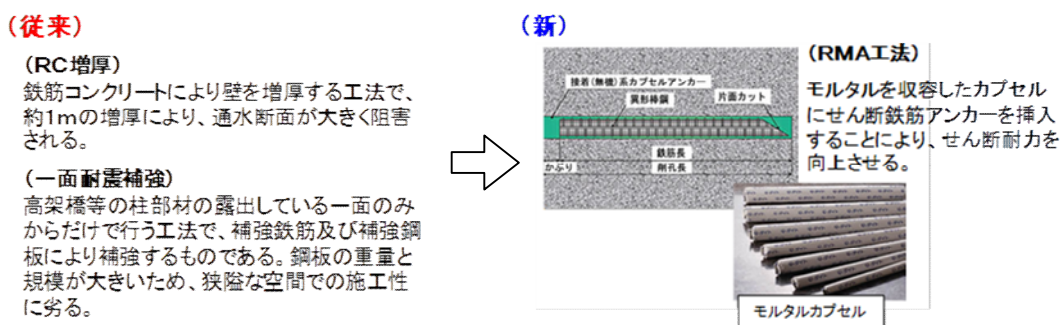 (従来)
(RC増厚)
鉄筋コンクリートにより壁を増厚する工法で、
約1mの増厚により、通水断面が大きく阻害
される。
(一面耐震補強)
高架橋等の柱部材の露出している一面のみ
からだけで行う工法で、補強鉄筋及び補強鋼
板により補強するものである。鋼板の重量と
規模が大きいため、狭隘な空間での施工性
に劣る。
(新)
接着(無機)系カプセルアンカー
異形棒鋼
片面カット
鉄筋長
かぶり
削孔長
(RMA工法)
モルタルを収容したカプセル
にせん断鉄筋アンカーを挿入
することにより、せん断耐力を
向上させる。
モルタルカプセル